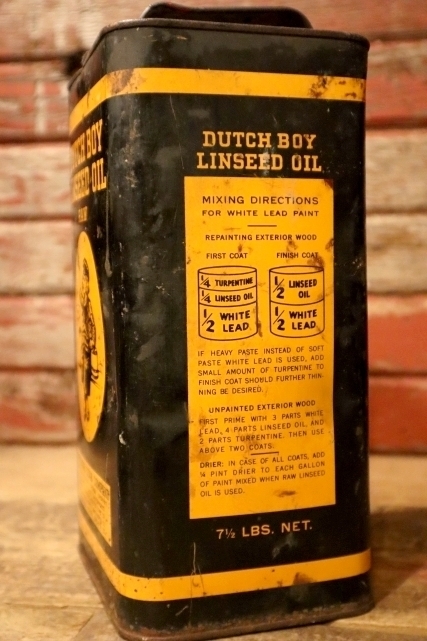 DUTCH BOY
LINSEED OIL
RAW
DUTCH BOY
LINSEED OIL
MIXING DIRECTIONS
FOR WHITE LEAD PAINT
REPAINTING EXTERIOR WOOD
FIRST COAT
¼ TURPENTINE
¼ LINSEED OIL
½ WHITE
LEAD
FINISH COAT
½ LINSEED
OIL
½ WHITE
LEAD
IF HEAVY PASTE INSTEAD OF SOFT
PASTE WHITE LEAD IS USED, ADD
SMALL AMOUNT OF TURPENTINE TO
FINISH COAT SHOULD FURTHER THIN-
NING BE DESIRED.
UNPAINTED EXTERIOR WOOD
FIRST PRIME WITH 3 PARTS WHITE
LEAD, 4 PARTS LINSEED OIL AND
2 PARTS TURPENTINE. THEN USE
ABOVE TWO COATS.
DRIER: IN CASE OF ALL COATS, ADD
¼ PINT DRIER TO EACH GALLON
OF PAINT MIXED WHEN RAW LINSEED
OIL IS USED.
7½ LBS. NET.